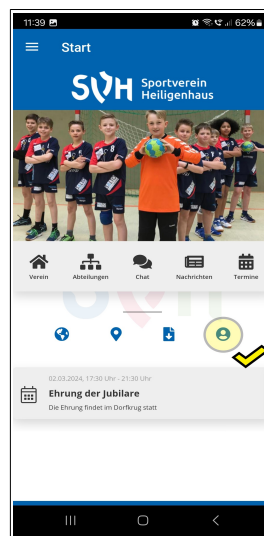 11:39 62%
Start
SVH Sportverein
Heiligenhaus
Verein Abteilungen Chat Nachrichten Termine
02.03.2024, 17:30 Uhr - 21:30 Uhr
Ehrung der Jubilare
Die Ehrung findet im Dorfkrug statt